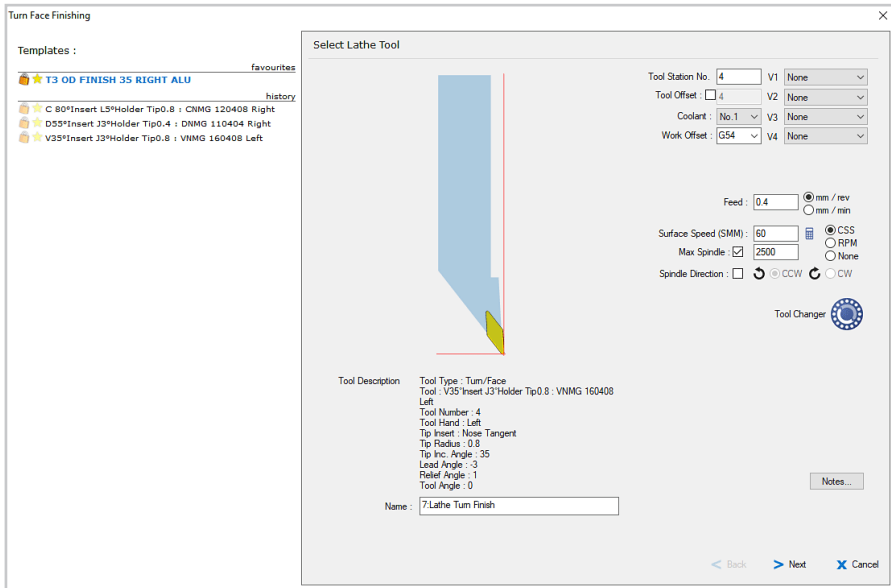 Turn Face Finishing
Templates :
favourites
T3 OD FINISH 35 RIGHT ALU
history
C 80°Insert L5°Holder Tip0.8 : CNMG 120408 Right
D55°Insert J3°Holder Tip0.4 : DNMG 110404 Right
V35°Insert J3°Holder Tip0.8 : VNMG 160408 Left
Select Lathe Tool
Tool Station No. 4 V1 None
Tool Offset : 4 V2 None
Coolant : No.1 V3 None
Work Offset : G54 V4 None
Feed : 0.4 mm / rev
mm / min
Surface Speed (SMM) : 60 CSS
RPM
Max Spindle : 2500
None
Spindle Direction : CCW CW
Tool Changer
Tool Description Tool Type : Turn/Face
Tool : V35°Insert J3°Holder Tip0.8 : VNMG 160408
Left
Tool Number : 4
Tool Hand : Left
Tip Insert : Nose Tangent
Tip Radius : 0.8
Tip Inc. Angle : 35
Lead Angle : -3
Relief Angle : 1
Tool Angle : 0
Notes...
Name : 7:Lathe Turn Finish
< Back > Next X Cancel